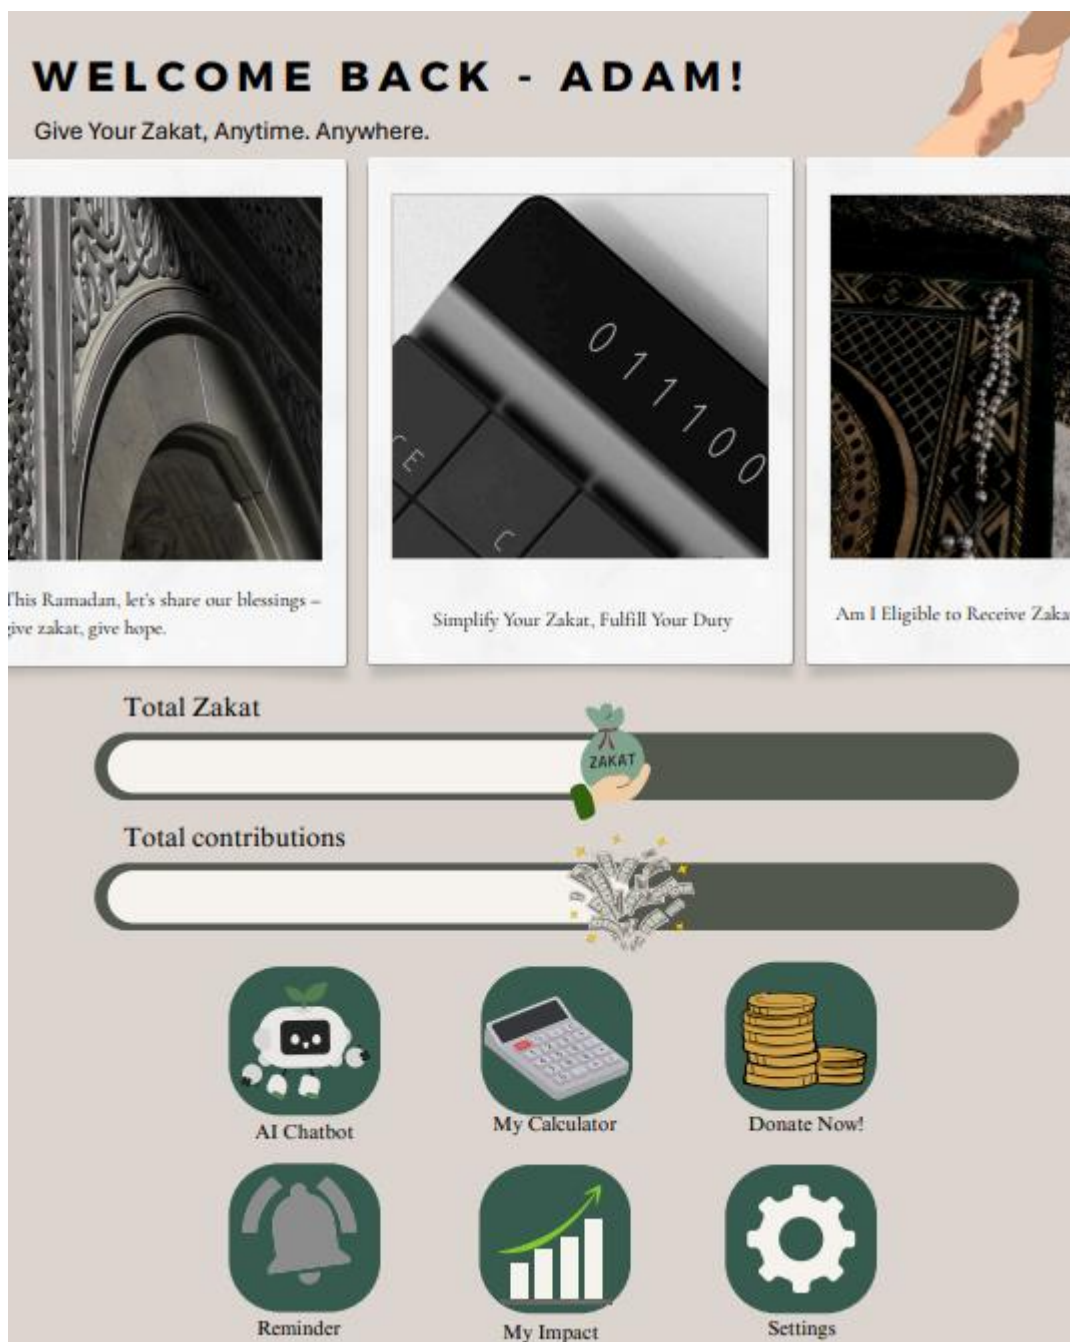 WELCOME BACK - ADAM!
Give Your Zakat, Anytime. Anywhere.
011100
CE
C
This Ramadan, let's share our blessings –
give zakat, give hope.
Simplify Your Zakat, Fulfill Your Duty
Am I Eligible to Receive
Total Zakat
ZAKAT
Total contributions
AI Chatbot
My Calculator
Donate Now!
Reminder
My Impact
Settings